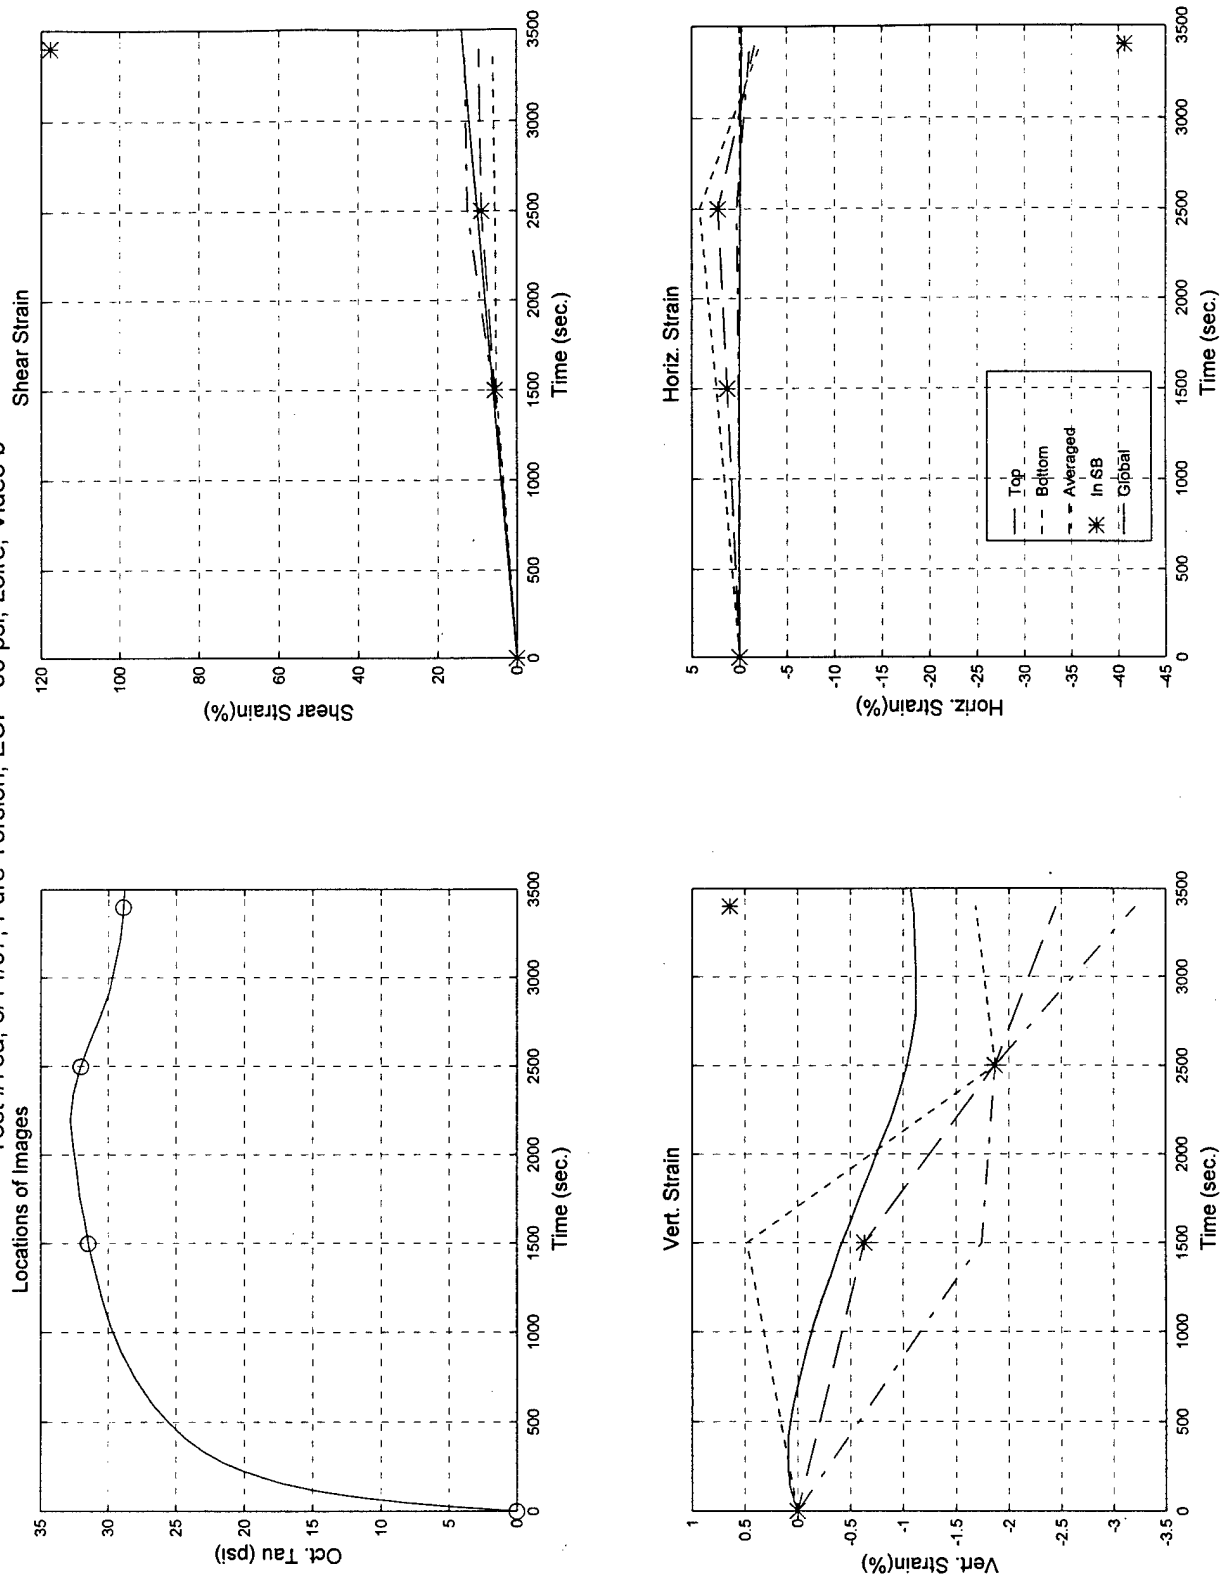 Pure Torsion, psi, Loire, Video
Locations of Images
35
30
25
20
15
10
5
0
Oct. Tau (psi)
0 500 1000 1500 2000 2500 3000 3500
Time (sec.)
Shear Strain
120
100
80
60
40
20
0
Shear Strain(%)
0 500 1000 1500 2000 2500 3000 3500
Time (sec.)
Vert. Strain
1
0.5
0
-0.5
-1
-1.5
-2
-2.5
-3
-3.5
Vert. Strain(%)
0 500 1000 1500 2000 2500 3000 3500
Time (sec.)
Horiz. Strain
5
0
-5
-10
-15
-20
-25
-30
-35
-40
-45
Horiz. Strain(%)
Top
Bottom
Averaged
In SB
Global
0 500 1000 1500 2000 2500 3000 3500
Time (sec.)